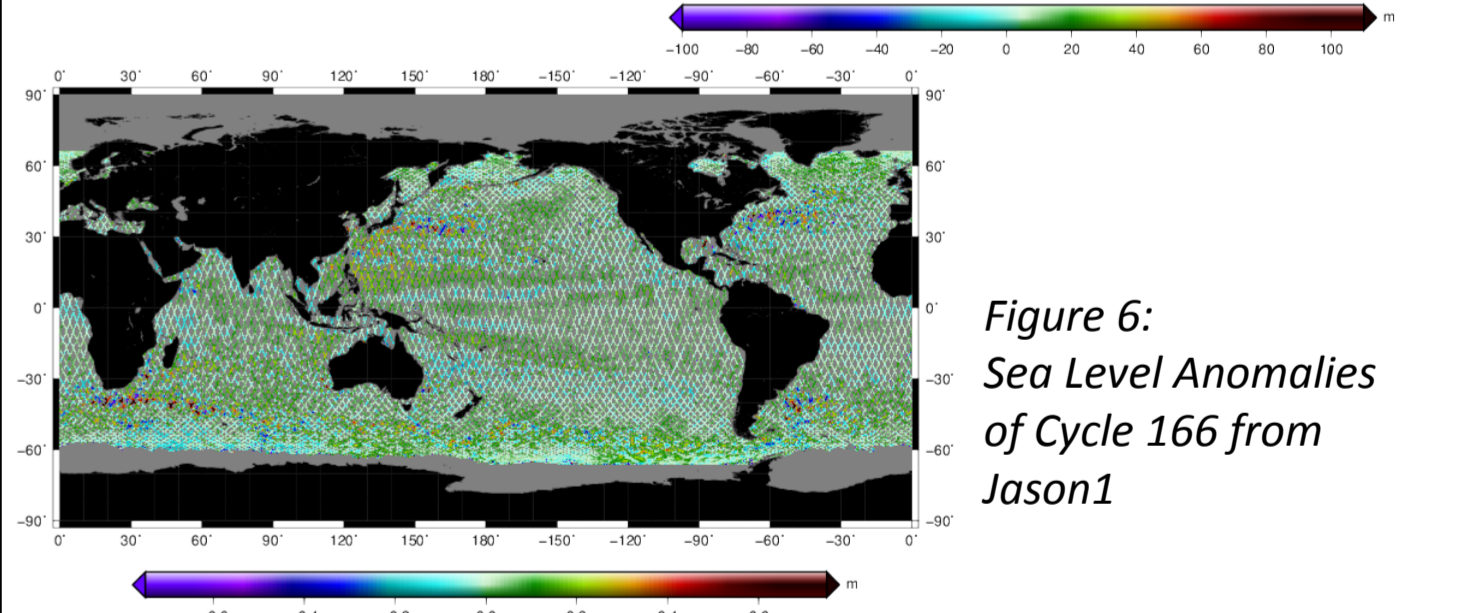 m
−100 −80 −60 −40 −20 0 20 40 60 80 100
0˚ 30˚ 60˚ 90˚ 120˚ 150˚ 180˚ −150˚ −120˚ −90˚ −60˚ −30˚ 0˚
90˚ 90˚
60˚ 60˚
30˚ 30˚
0˚ 0˚
−30˚ −30˚
−60˚ −60˚
−90˚ −90˚
0˚ 30˚ 60˚ 90˚ 120˚ 150˚ 180˚ −150˚ −120˚ −90˚ −60˚ −30˚ 0˚
m
Figure 6:
Sea Level Anomalies
of Cycle 166 from
Jason1